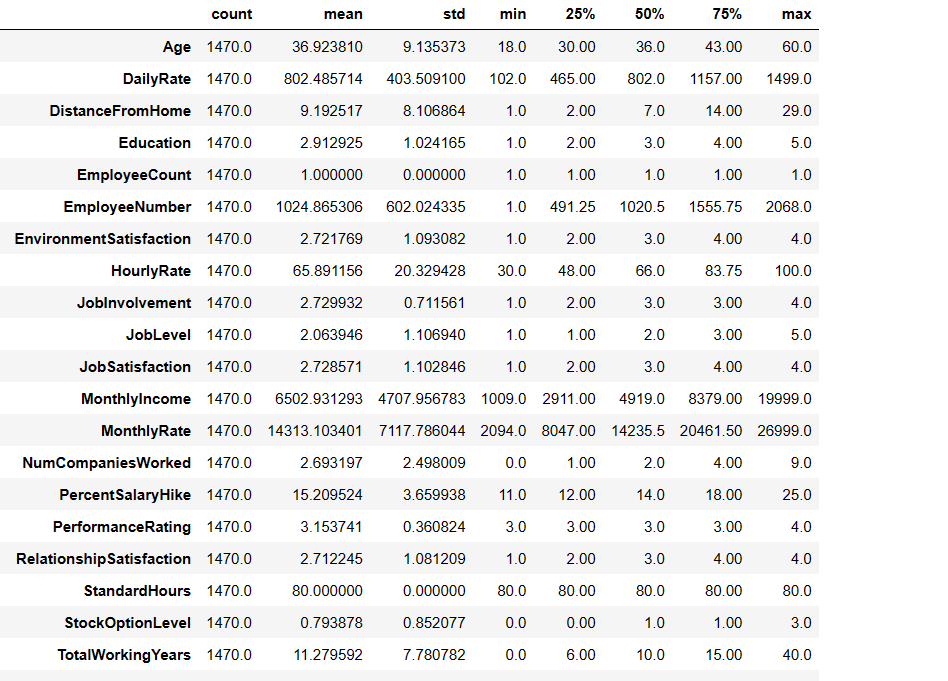 count mean std min 25% 50% 75% max
Age 1470.0 36.923810 9.135373 18.0 30.00 36.0 43.00 60.0
DailyRate 1470.0 802.485714 403.509100 102.0 465.00 802.0 1157.00 1499.0
DistanceFromHome 1470.0 9.192517 8.106864 1.0 2.00 7.0 14.00 29.0
Education 1470.0 2.912925 1.024165 1.0 2.00 3.0 4.00 5.0
EmployeeCount 1470.0 1.000000 0.000000 1.0 1.00 1.0 1.00 1.0
EmployeeNumber 1470.0 1024.865306 602.024335 1.0 491.25 1020.5 1555.75 2068.0
EnvironmentSatisfaction 1470.0 2.721769 1.093082 1.0 2.00 3.0 4.00 4.0
HourlyRate 1470.0 65.891156 20.329428 30.0 48.00 66.0 83.75 100.0
JobInvolvement 1470.0 2.729932 0.711561 1.0 2.00 3.0 3.00 4.0
JobLevel 1470.0 2.063946 1.106940 1.0 1.00 2.0 3.00 5.0
JobSatisfaction 1470.0 2.728571 1.102846 1.0 2.00 3.0 4.00 4.0
MonthlyIncome 1470.0 6502.931293 4707.956783 1009.0 2911.00 4919.0 8379.00 19999.0
MonthlyRate 1470.0 14313.103401 7117.786044 2094.0 8047.00 14235.5 20461.50 26999.0
NumCompaniesWorked 1470.0 2.693197 2.498009 0.0 1.00 2.0 4.00 9.0
PercentSalaryHike 1470.0 15.209524 3.659938 11.0 12.00 14.0 18.00 25.0
PerformanceRating 1470.0 3.153741 0.360824 3.0 3.00 3.0 3.00 4.0
RelationshipSatisfaction 1470.0 2.712245 1.081209 1.0 2.00 3.0 4.00 4.0
StandardHours 1470.0 80.000000 0.000000 80.0 80.00 80.0 80.00 80.0
StockOptionLevel 1470.0 0.793878 0.852077 0.0 0.00 1.0 1.00 3.0
TotalWorkingYears 1470.0 11.279592 7.780782 0.0 6.00 10.0 15.00 40.0